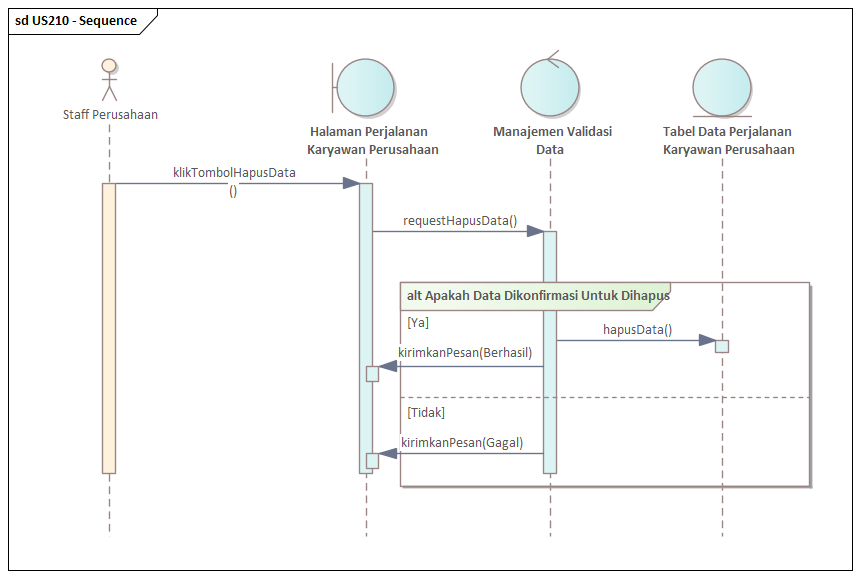 sd US210 - Sequence
Staff Perusahaan
Halaman Perjalanan
Karyawan Perusahaan
Manajemen Validasi
Data
Tabel Data Perjalanan
Karyawan Perusahaan
klikTombolHapusData
()
requestHapusData()
alt Apakah Data Dikonfirmasi Untuk Dihapus
[Ya]
hapusData()
kirimkanPesan(Berhasil)
[Tidak]
kirimkanPesan(Gagal)